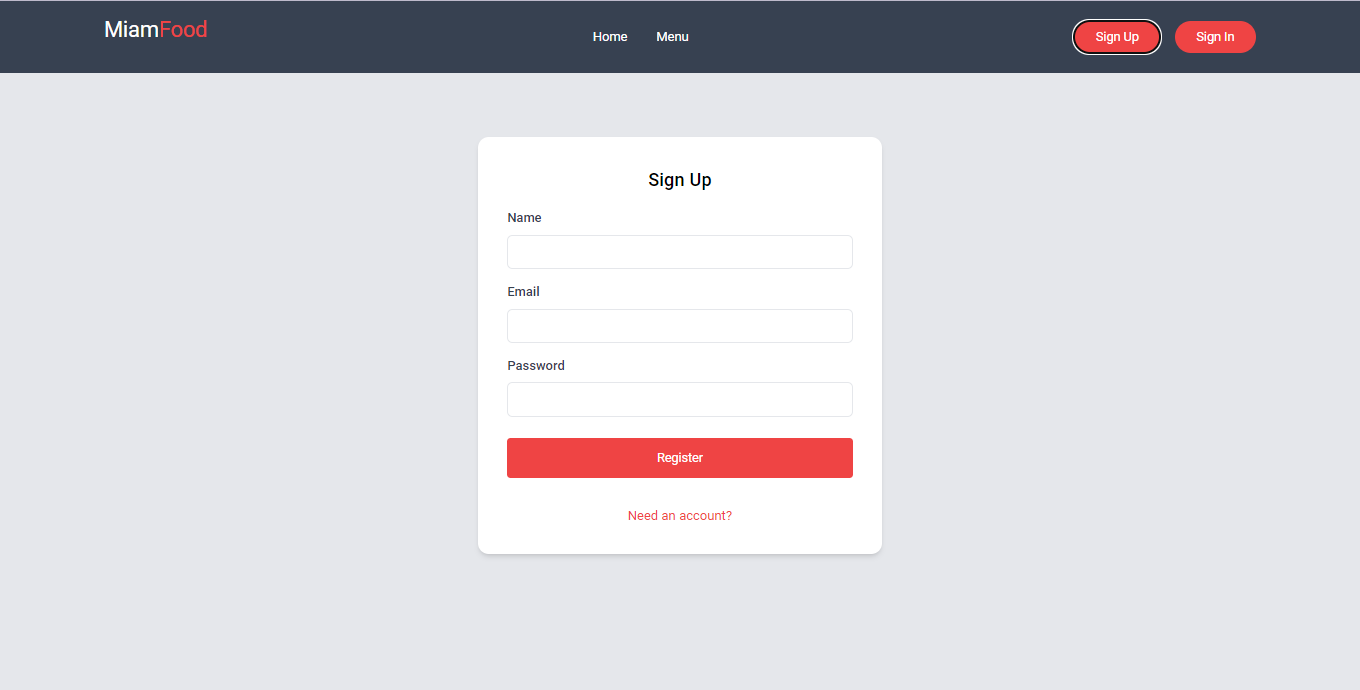 MiamFood
Home Menu
Sign Up Sign In
Sign Up
Name
Email
Password
Register
Need an account?